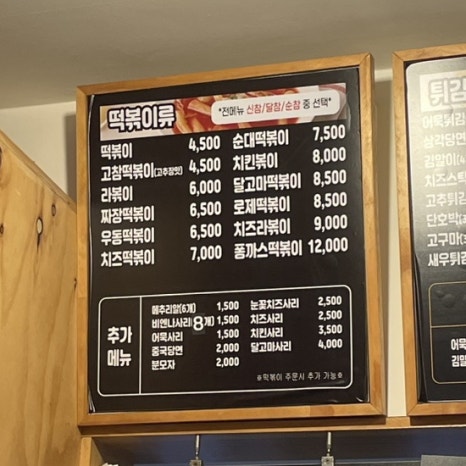 떡볶이류
*전메뉴 신참/달참/순참 중 선택*
떡볶이 4,500
고참떡볶이(고추장맛) 4,500
라볶이 6,000
짜장떡볶이 6,500
우동떡볶이 6,500
치즈떡볶이 7,000
순대떡볶이 7,500
치킨볶이 8,000
달고마떡볶이 8,500
로제떡볶이 8,500
치즈라볶이 9,000
퐁까스떡볶이 12,000
추가
메뉴
메추리알(6개) 1,500
비엔나사리(8개) 1,500
어묵사리 1,500
중국당면 2,000
분모자 2,000
눈꽃치즈사리 2,500
치즈사리 2,500
치킨사리 3,500
달고마사리 4,000
※떡볶이 주문시 추가 가능※
튀김
어묵튀김
삼각당면
김말이(4
치즈스틱
고추튀김
단호박
고구마
새우튀김
어묵
김말